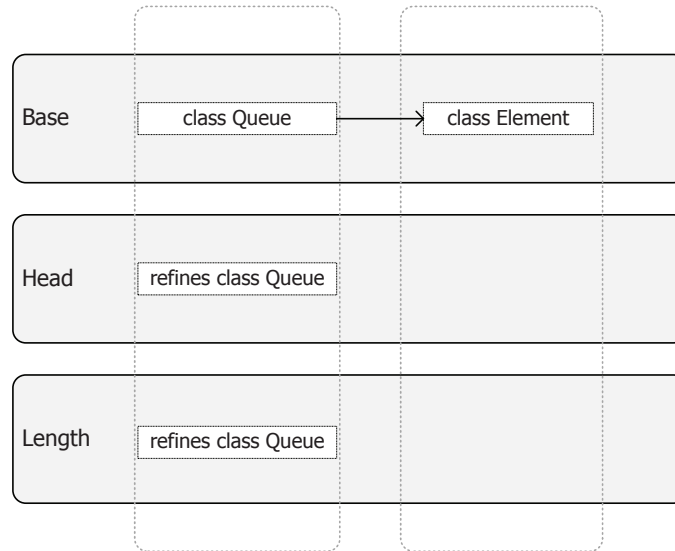 Base
class Queue
class Element
Head
refines class Queue
Length
refines class Queue